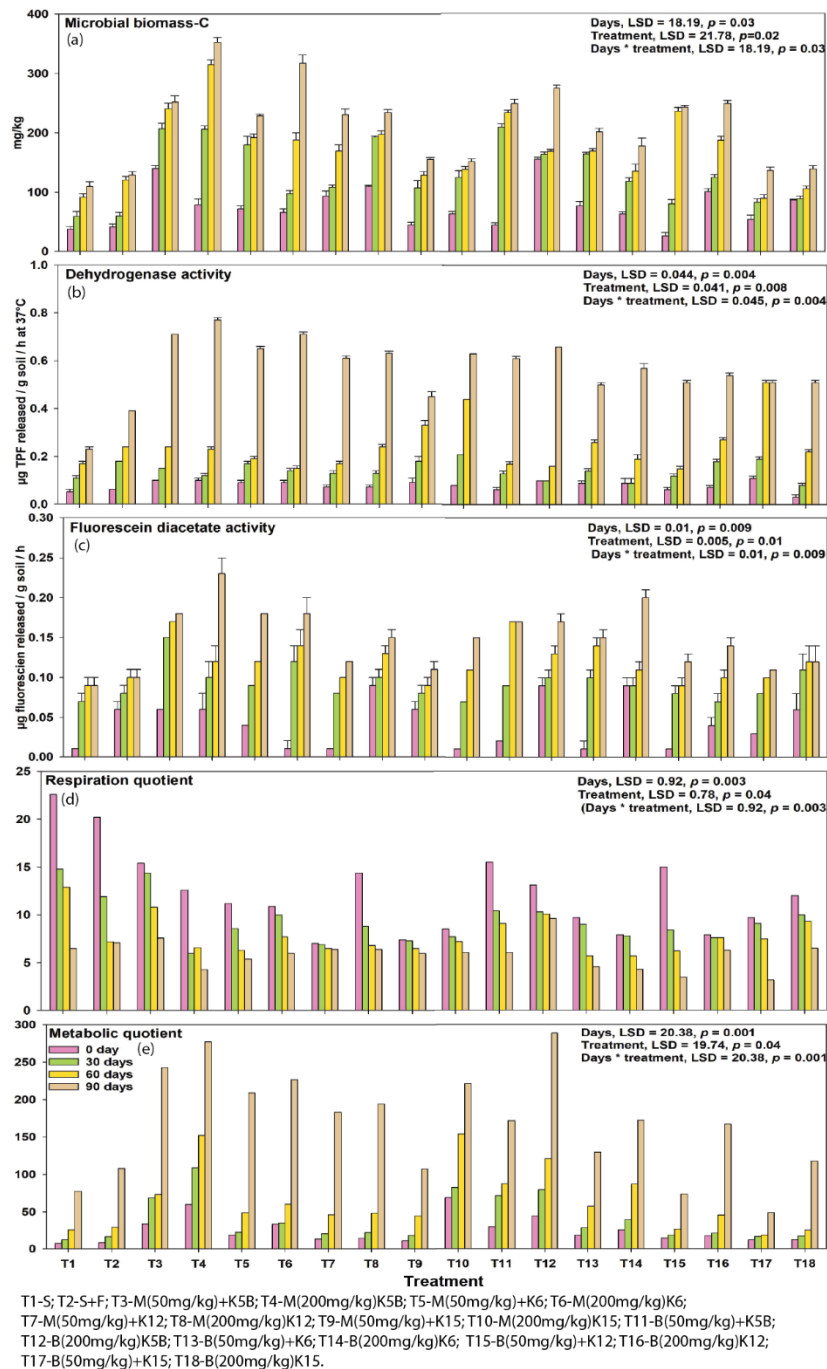 Microbial biomass-C
(a)
Days, LSD = 18.19, p = 0.03
Treatment, LSD = 21.78, p=0.02
Days * treatment, LSD = 18.19, p = 0.03
mg/kg
400
300
200
100
0
Dehydrogenase activity
(b)
Days, LSD = 0.044, p = 0.004
Treatment, LSD = 0.041, p = 0.008
Days * treatment, LSD = 0.045, p = 0.004
µg TPF released / g soil / h at 37°C
1.0
0.8
0.6
0.4
0.2
0.0
Fluorescein diacetate activity
(c)
Days, LSD = 0.01, p = 0.009
Treatment, LSD = 0.005, p = 0.01
Days * treatment, LSD = 0.01, p = 0.009
µg fluorescien released / g soil / h
0.30
0.25
0.20
0.15
0.10
0.05
0.00
Respiration quotient
(d)
Days, LSD = 0.92, p = 0.003
Treatment, LSD = 0.78, p = 0.04
(Days * treatment, LSD = 0.92, p = 0.003
25
20
15
10
5
0
Metabolic quotient
(e)
0 day
30 days
60 days
90 days
Days, LSD = 20.38, p = 0.001
Treatment, LSD = 19.74, p = 0.04
Days * treatment, LSD = 20.38, p = 0.001
300
250
200
150
100
50
0
T1 T2 T3 T4 T5 T6 T7 T8 T9 T10 T11 T12 T13 T14 T15 T16 T17 T18
Treatment
T1-S; T2-S+F; T3-M(50mg/kg)+K5B; T4-M(200mg/kg)K5B; T5-M(50mg/kg)+K6; T6-M(200mg/kg)K6;
T7-M(50mg/kg)+K12; T8-M(200mg/kg)K12; T9-M(50mg/kg)+K15; T10-M(200mg/kg)K15; T11-B(50mg/kg)+K5B;
T12-B(200mg/kg)K5B; T13-B(50mg/kg)+K6; T14-B(200mg/kg)K6; T15-B(50mg/kg)+K12; T16-B(200mg/kg)K12;
T17-B(50mg/kg)+K15; T18-B(200mg/kg)K15.